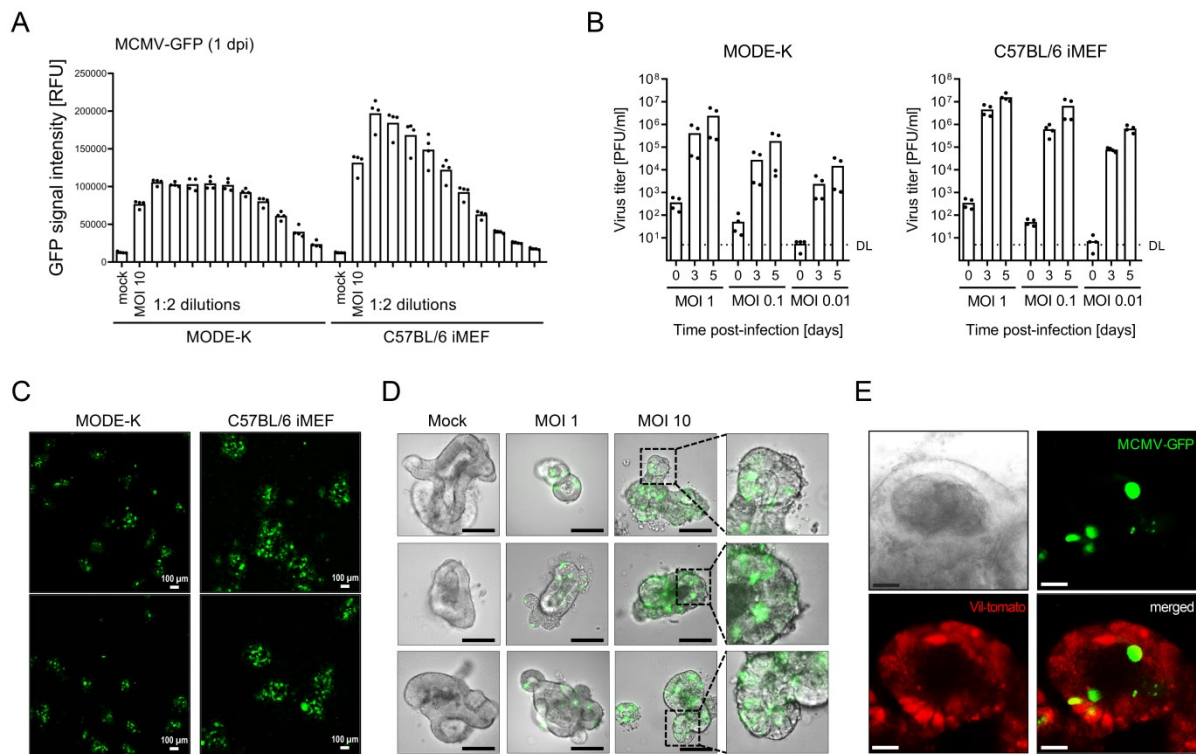 A
MCMV-GFP (1 dpi)
GFP signal intensity [RFU]
250000
200000
150000
100000
50000
0
mock
MOI 10
1:2 dilutions
mock
MOI 10
1:2 dilutions
MODE-K
C57BL/6 iMEF
B
MODE-K
Virus titer [PFU/ml]
10⁸
10⁷
10⁶
10⁵
10⁴
10³
10²
10¹
DL
0 3 5 0 3 5 0 3 5
MOI 1 MOI 0.1 MOI 0.01
Time post-infection [days]
C57BL/6 iMEF
Virus titer [PFU/ml]
10⁸
10⁷
10⁶
10⁵
10⁴
10³
10²
10¹
DL
0 3 5 0 3 5 0 3 5
MOI 1 MOI 0.1 MOI 0.01
Time post-infection [days]
C
MODE-K C57BL/6 iMEF
100 µm 100 µm
100 µm 100 µm
D
Mock MOI 1 MOI 10
E
MCMV-GFP
Vil-tomato merged